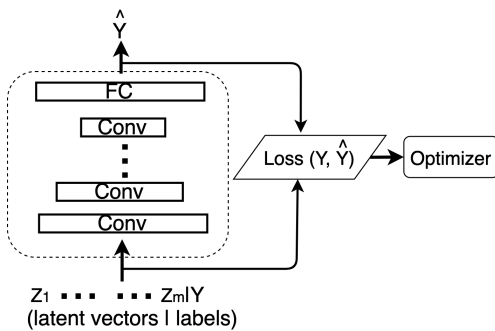 Ŷ
FC
Conv
Conv
Conv
Loss (Y, Ŷ)
Optimizer
z₁ ▪ ▪ ▪ ▪ ▪ ▪ ▪ ▪ zₘ|Y
(latent vectors | labels)